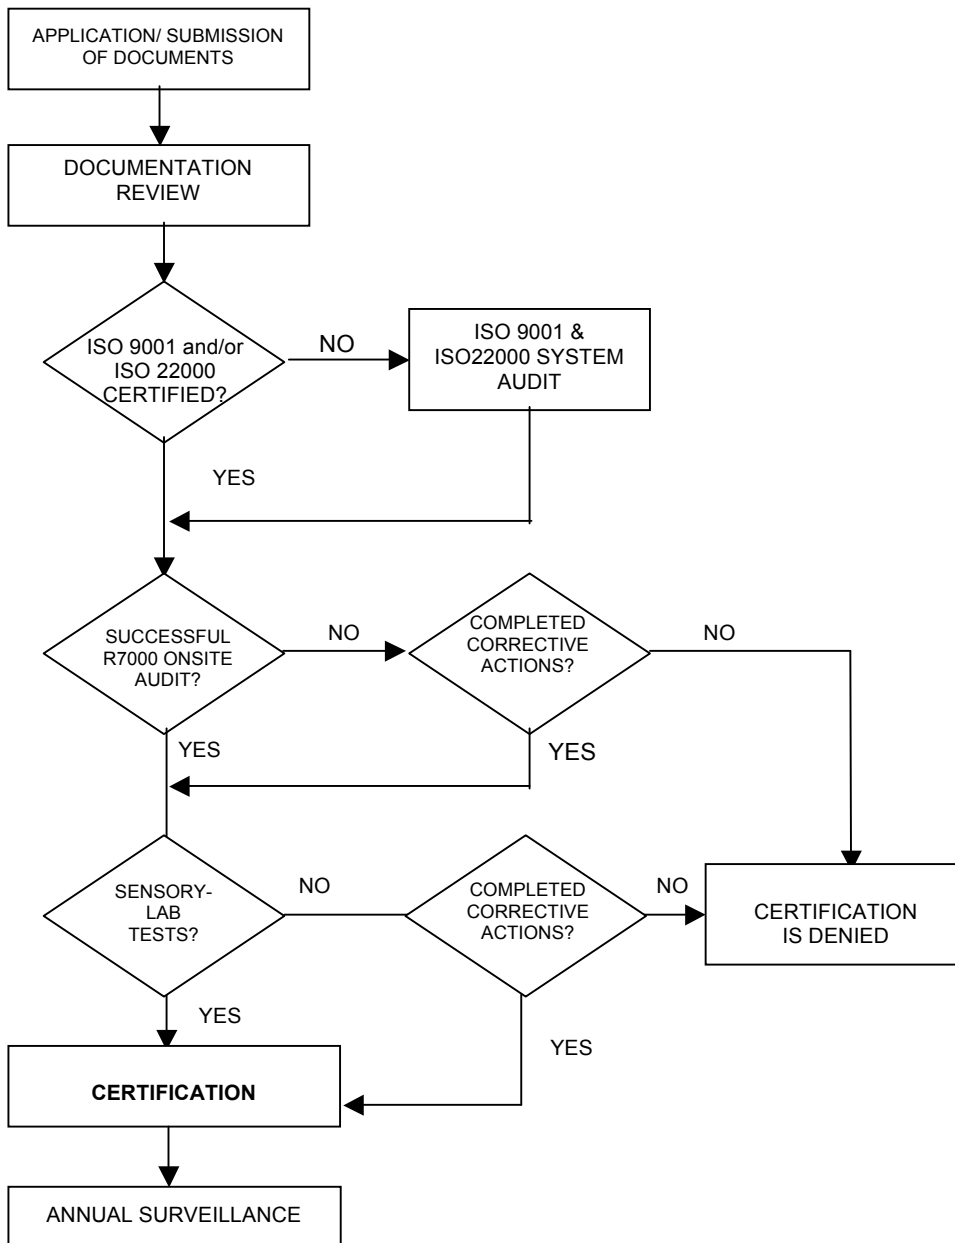 APPLICATION/ SUBMISSION
OF DOCUMENTS
DOCUMENTATION
REVIEW
ISO 9001 and/or
ISO 22000
CERTIFIED?
NO
ISO 9001 &
ISO22000 SYSTEM
AUDIT
YES
SUCCESSFUL
R7000 ONSITE
AUDIT?
NO
COMPLETED
CORRECTIVE
ACTIONS?
NO
YES
YES
SENSORY-
LAB
TESTS?
NO
COMPLETED
CORRECTIVE
ACTIONS?
NO
CERTIFICATION
IS DENIED
YES
YES
CERTIFICATION
ANNUAL SURVEILLANCE